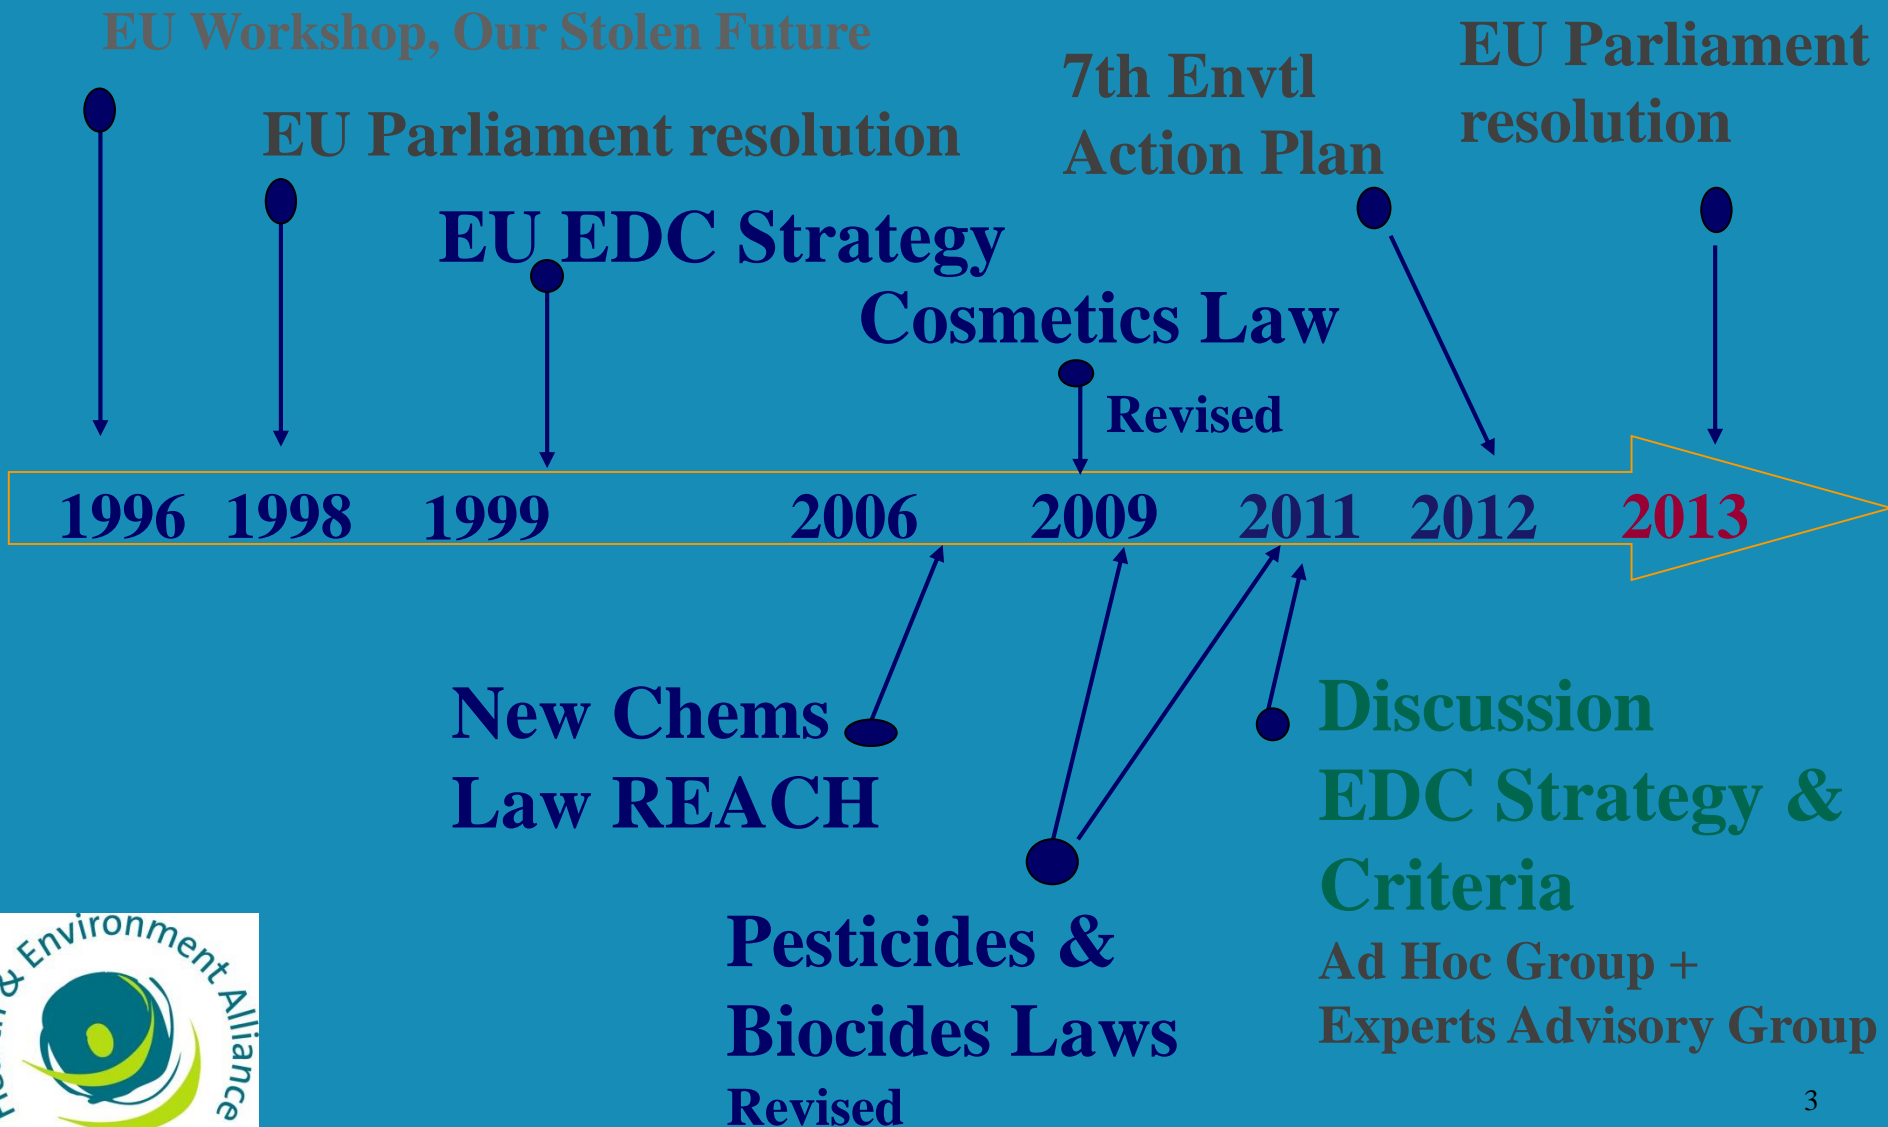 EU Workshop, Our Stolen Future
EU Parliament resolution
7th Envtl
Action Plan
EU Parliament
resolution
EU EDC Strategy
Cosmetics Law
Revised
1996 1998 1999 2006 2009 2011 2012 2013
New Chems
Law REACH
Pesticides &
Biocides Laws
Revised
Discussion
EDC Strategy &
Criteria
Ad Hoc Group +
Experts Advisory Group
& Environment Alliance
3